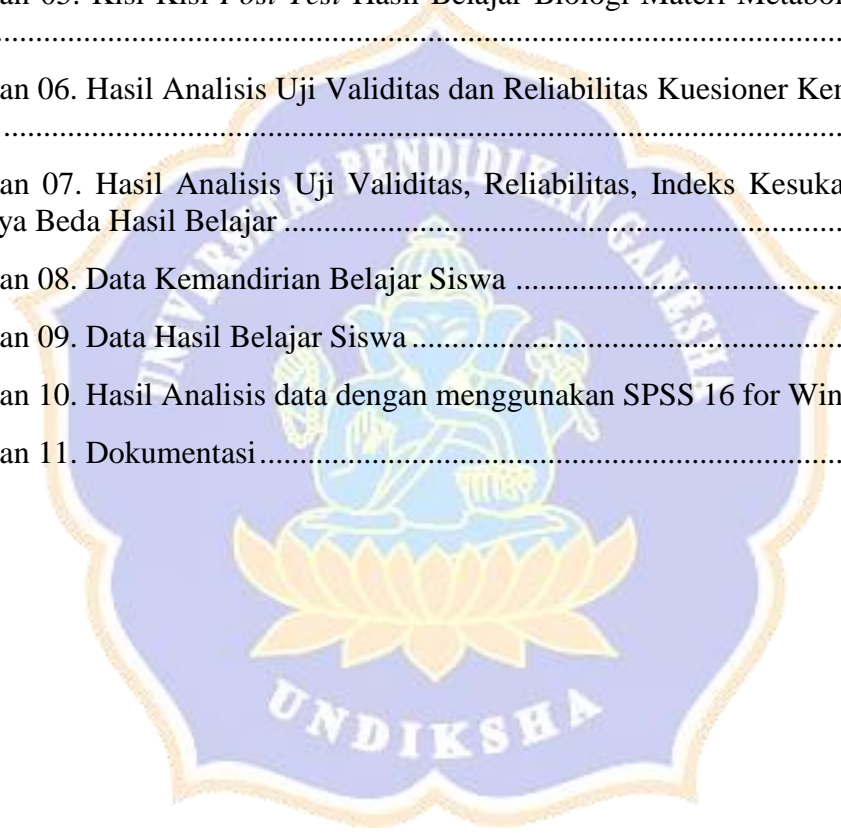 an 05. Kisi-Kisi Post-Test Hasil Belajar Biologi Materi Metabol
................................................................................
an 06. Hasil Analisis Uji Validitas dan Reliabilitas Kuesioner Ke
................................................................................
an 07. Hasil Analisis Uji Validitas, Reliabilitas, Indeks Kesuka
ya Beda Hasil Belajar ................................................................
an 08. Data Kemandirian Belajar Siswa ........................................
an 09. Data Hasil Belajar Siswa ......................................................
an 10. Hasil Analisis data dengan menggunakan SPSS 16 for Win
an 11. Dokumentasi..........................................................................
UNIVERSITAS PENDIDIKAN GANESHA
UNDIKSHA